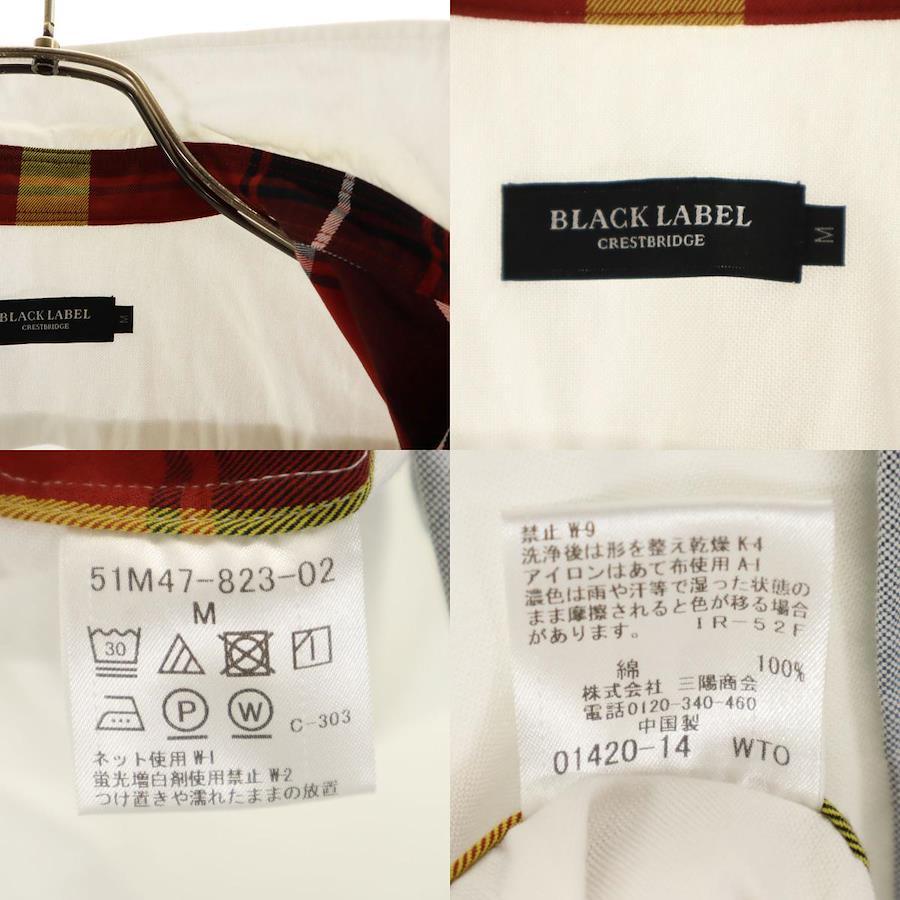 BLACK LABEL
CRESTBRIDGE
M
BLACK LABEL
CRESTBRIDGE
M
51M47-823-02
M
30
P
W
C-303
ネット使用 W-1
蛍光増白剤使用禁止 W-2
つけ置きや濡れたままの放置
禁止 W-9
洗浄後は形を整え乾燥 K-4
アイロンはあて布使用 A-1
濃色は雨や汗等で湿った状態の
まま摩擦されると色が移る場合
があります。 IR-52F
綿 100%
株式会社 三陽商会
電話0120-340-460
中国製
01420-14 WTO